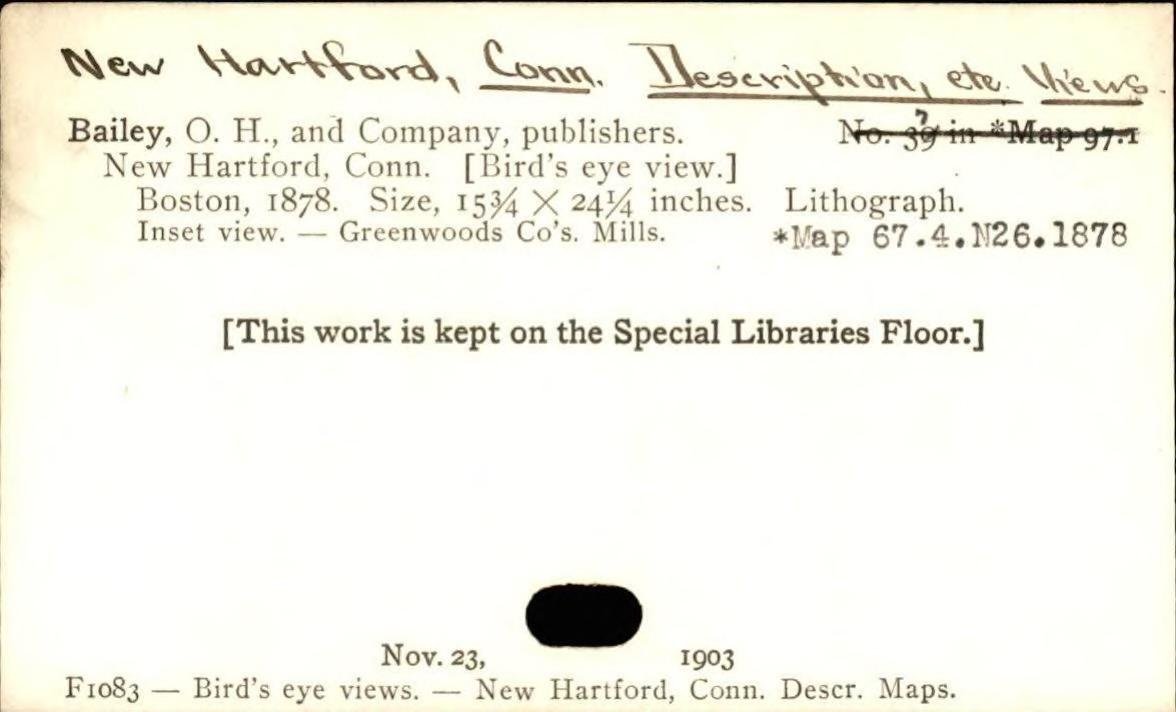 New Hartford, Conn. Description, etc. Views.
Bailey, O. H., and Company, publishers. No. 37 in *Map 97.1
New Hartford, Conn. [Bird's eye view.]
Boston, 1878. Size, 15¾ X 24¼ inches. Lithograph.
Inset view. — Greenwoods Co's. Mills. *Map 67.4.N26.1878
[This work is kept on the Special Libraries Floor.]
Nov. 23, 1903
F1083 — Bird's eye views. — New Hartford, Conn. Descr. Maps.